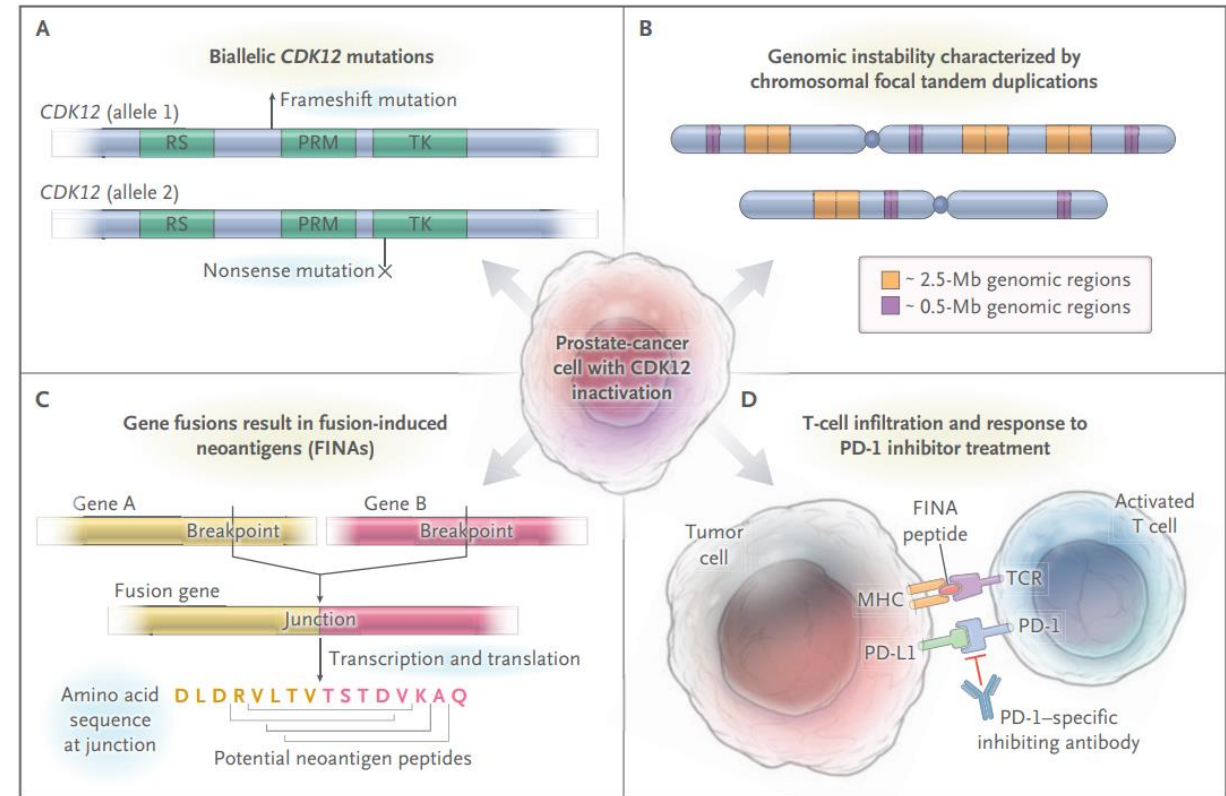 A
Biallelic CDK12 mutations
CDK12 (allele 1)
Frameshift mutation
RS
PRM
TK
CDK12 (allele 2)
RS
PRM
TK
Nonsense mutation
B
Genomic instability characterized by
chromosomal focal tandem duplications
~ 2.5-Mb genomic regions
~ 0.5-Mb genomic regions
Prostate-cancer
cell with CDK12
inactivation
C
Gene fusions result in fusion-induced
neoantigens (FINAs)
Gene A
Gene B
Breakpoint
Breakpoint
Fusion gene
Junction
Transcription and translation
Amino acid
sequence
at junction
D L D R V L T V T S T D V K A Q
Potential neoantigen peptides
D
T-cell infiltration and response to
PD-1 inhibitor treatment
Tumor
cell
FINA
peptide
Activated
T cell
MHC
TCR
PD-L1
PD-1
PD-1–specific
inhibiting antibody